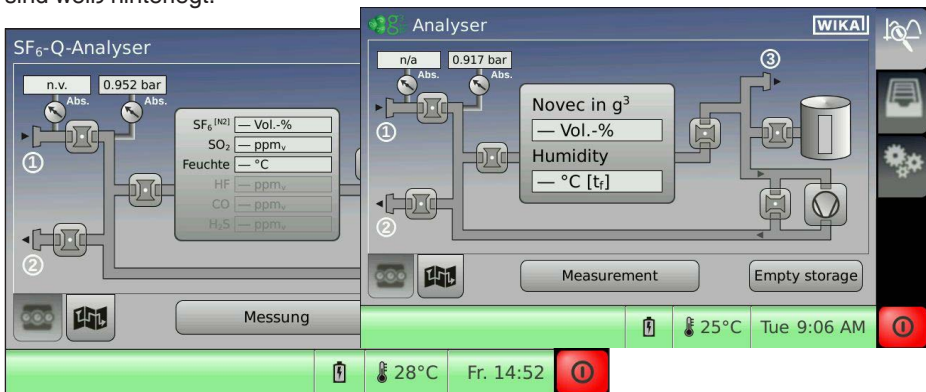 sind weiß hinterlegt.
SF₆-Q-Analyser
n.v.
0.952 bar
Abs.
Abs.
①
②
SF₆ [N2] — Vol.-%
SO₂ — ppmᵥ
Feuchte — °C
HF — ppmᵥ
CO — ppmᵥ
H₂S — ppmᵥ
Messung
28°C
Fr. 14:52
g³ Analyser
WIKA
n/a
0.917 bar
Abs.
Abs.
①
②
③
Novec in g³
— Vol.-%
Humidity
— °C [tf]
Measurement
Empty storage
25°C
Tue 9:06 AM